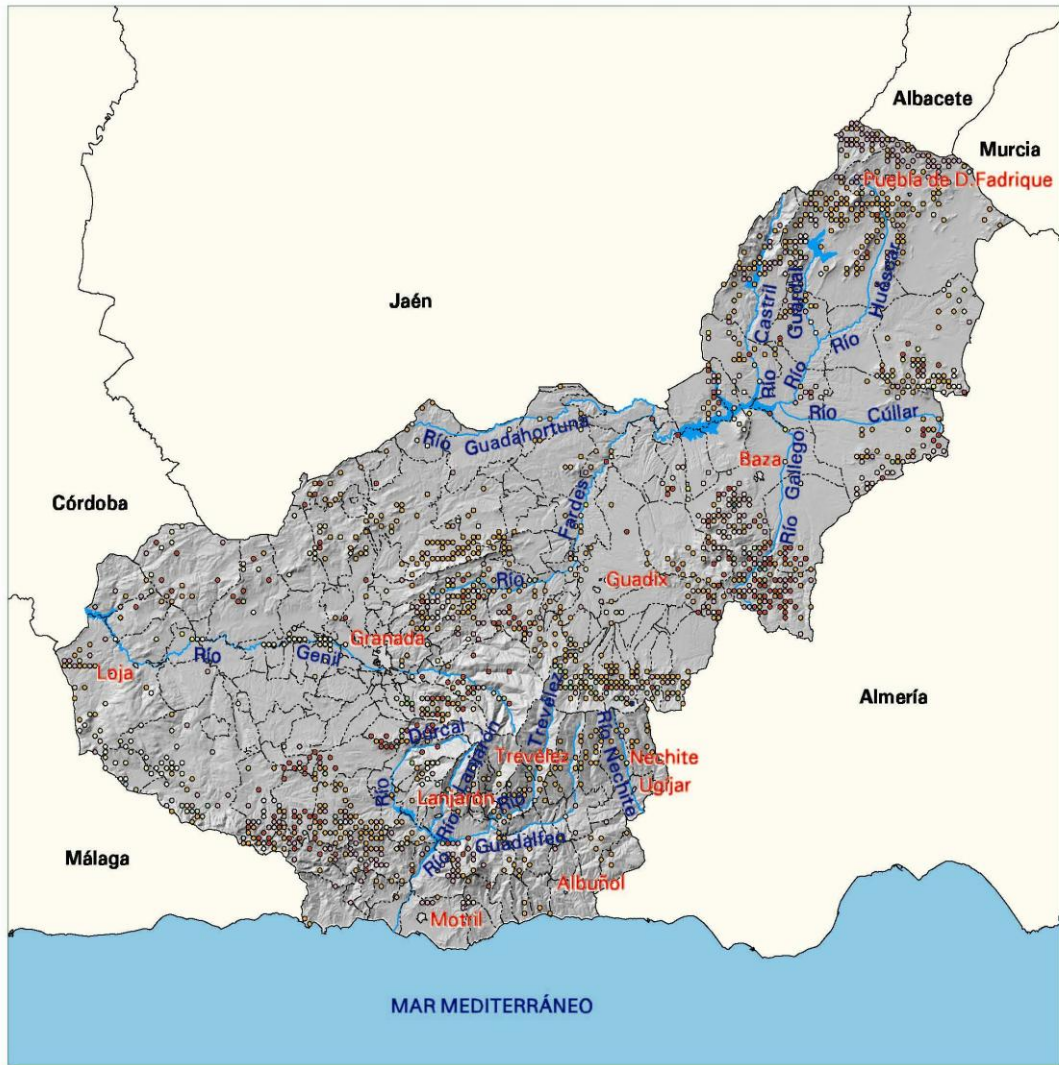 Albacete
Murcia
Puebla de D.Fadrique
Jaén
Río Castril
Río Guardal
Río Huescar
Río Guadahortuna
Río Cúllar
Baza
Río Gallego
Córdoba
Río Fardes
Guadix
Granada
Río Genil
Loja
Almería
Río Dúrcal
Río Lanjarón
Río Trevélez
Trevélez
Río Nechite
Nechite
Ugíjar
Lanjarón
Río Guadalfeo
Málaga
Albuñol
Motril
MAR MEDITERRÁNEO